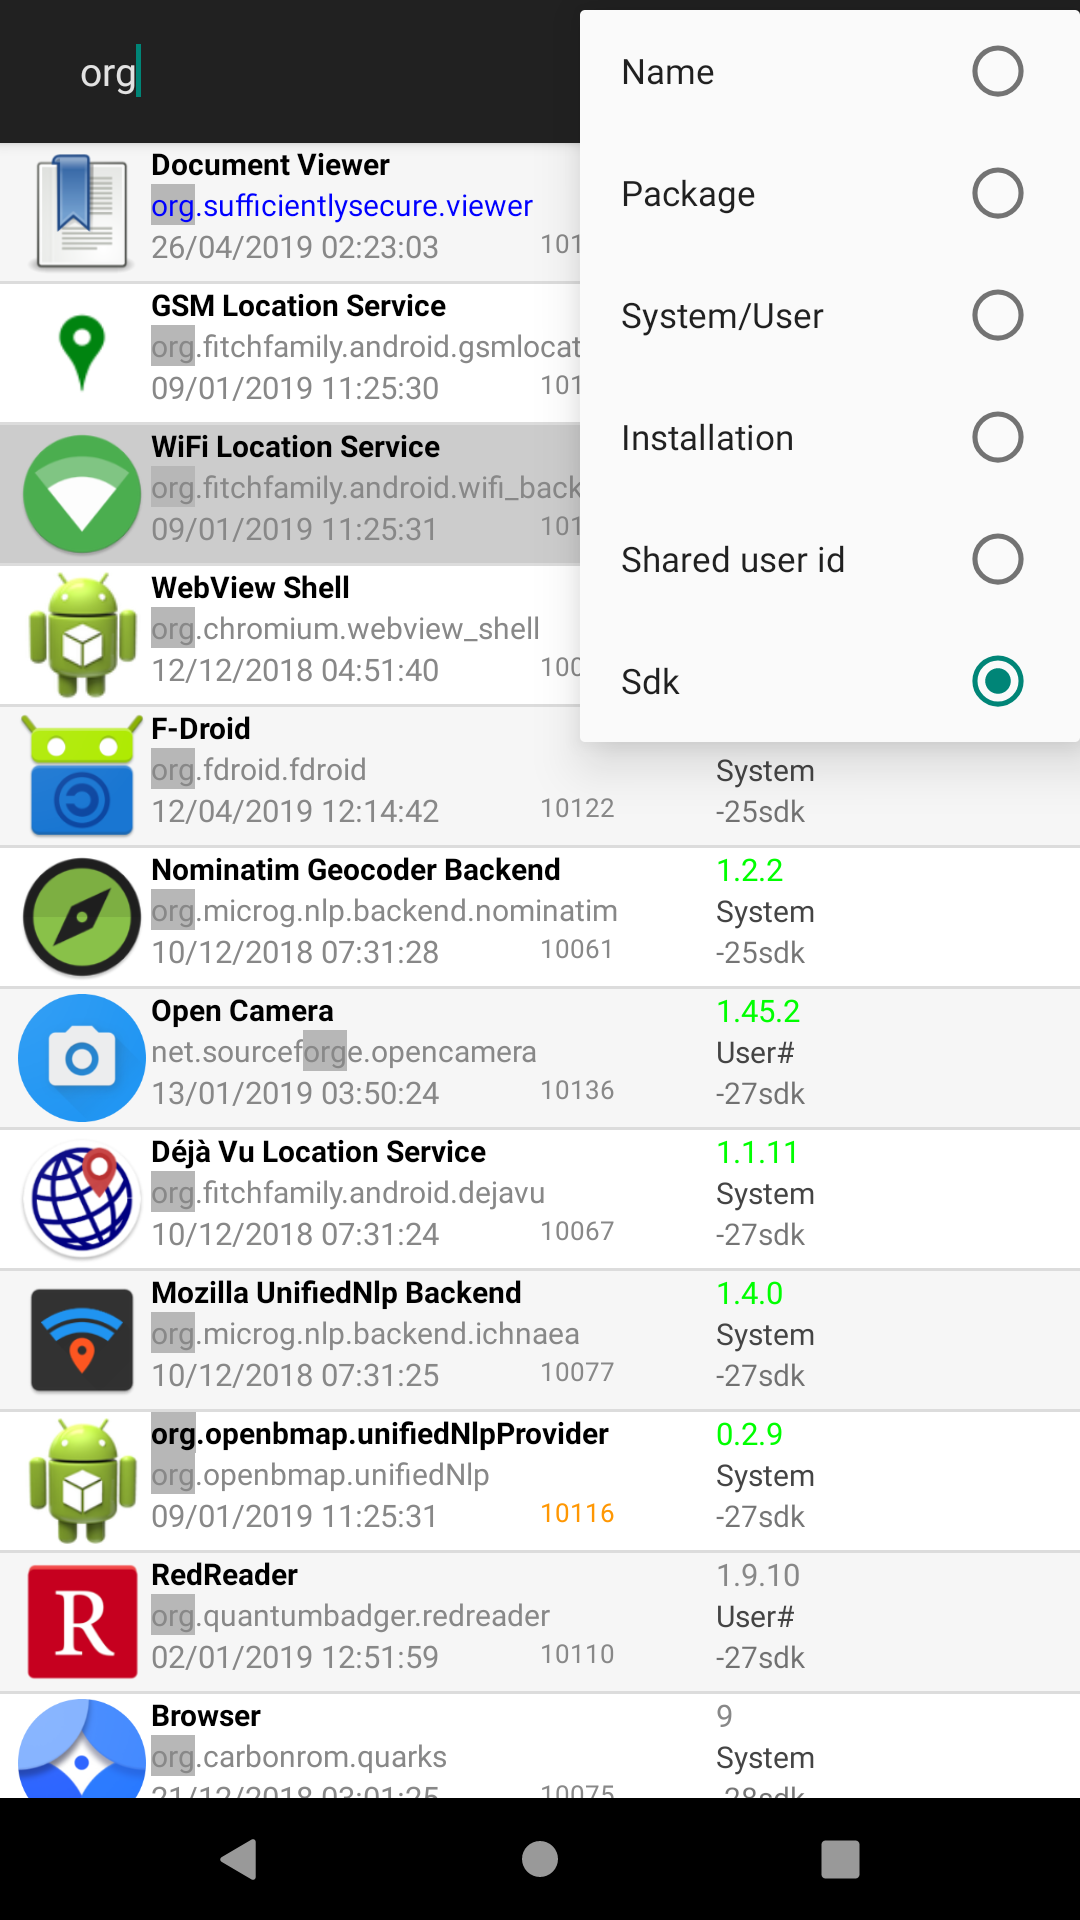 org
Name
Package
System/User
Installation
Shared user id
Sdk
Document Viewer
org.sufficientlysecure.viewer
26/04/2019 02:23:03 101
GSM Location Service
org.fitchfamily.android.gsmlocat
09/01/2019 11:25:30 101
WiFi Location Service
org.fitchfamily.android.wifi_back
09/01/2019 11:25:31 101
WebView Shell
org.chromium.webview_shell
12/12/2018 04:51:40 100
F-Droid
org.fdroid.fdroid System
12/04/2019 12:14:42 10122 -25sdk
Nominatim Geocoder Backend 1.2.2
org.microg.nlp.backend.nominatim System
10/12/2018 07:31:28 10061 -25sdk
Open Camera 1.45.2
net.sourceforge.opencamera User#
13/01/2019 03:50:24 10136 -27sdk
Déjà Vu Location Service 1.1.11
org.fitchfamily.android.dejavu System
10/12/2018 07:31:24 10067 -27sdk
Mozilla UnifiedNlp Backend 1.4.0
org.microg.nlp.backend.ichnaea System
10/12/2018 07:31:25 10077 -27sdk
org.openbmap.unifiedNlpProvider 0.2.9
org.openbmap.unifiedNlp System
09/01/2019 11:25:31 10116 -27sdk
R
RedReader 1.9.10
org.quantumbadger.redreader User#
02/01/2019 12:51:59 10110 -27sdk
Browser 9
org.carbonrom.quarks System
21/12/2018 03:01:25 10075 -28sdk